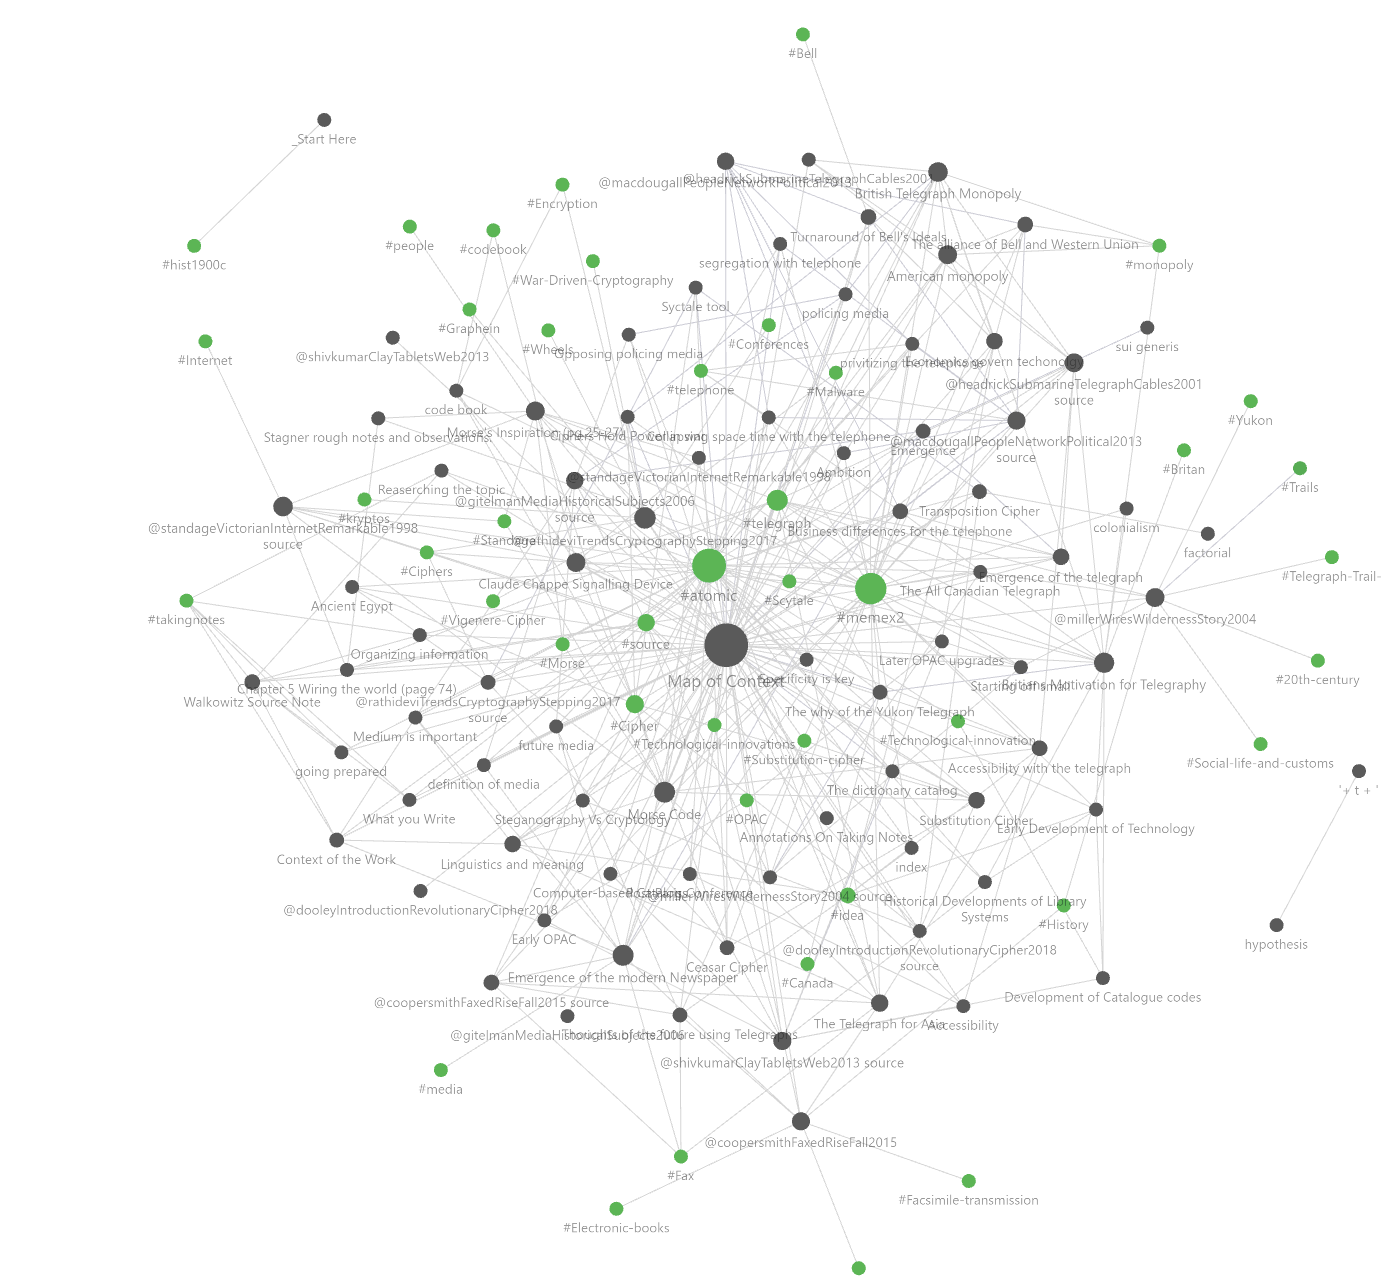 #Bell
_Start Here
@headrickSubmarineTelegraphCables2001
@macdougallPeopleNetworkPolitical2013
British Telegraph Monopoly
#Encryption
#people
#codebook
Turnaround of Bell's Ideals
The alliance of Bell and Western Union
#hist1900c
segregation with telephone
#monopoly
American monopoly
#War-Driven-Cryptography
Syctale tool
policing media
#Graphein
#Conferences
sui generis
#Internet
@shivkumarClayTabletsWeb2013
#Wheels
Opposing policing media
privitizing the telephone
Economics govern techonolgy
@headrickSubmarineTelegraphCables2001
source
#telephone
#Malware
code book
#Yukon
Stagner rough notes and observations
Morse's Inspiration (pg 25-27)
Ciphers Hold Power in war
Collapsing space time with the telephone
Emergence
@macdougallPeopleNetworkPolitical2013
source
Ambition
#Britan
@standageVictorianInternetRemarkable1998
Reaserching the topic
#Trails
@gitelmanMediaHistoricalSubjects2006
source
Transposition Cipher
#kryptos
#telegraph
colonialism
@standageVictorianInternetRemarkable1998
source
Business differences for the telephone
#Standage
@rathideviTrendsCryptographyStepping2017
factorial
#Ciphers
Claude Chappe Signalling Device
Emergence of the telegraph
#Telegraph-Trail-
#atomic
The All Canadian Telegraph
#Scytale
Ancient Egypt
#memex2
#takingnotes
#Vigenere-Cipher
@millerWiresWildernessStory2004
#source
Organizing information
#Morse
Later OPAC upgrades
Map of Context
Specificity is key
Starting off small
Britians Motivation for Telegraphy
#20th-century
Chapter 5 Wiring the world (page 74)
Walkowitz Source Note
@rathideviTrendsCryptographyStepping2017
source
The why of the Yukon Telegraph
#Cipher
Medium is important
future media
#Technological-innovations
#Technological-innovation
#Substitution-cipher
#Social-life-and-customs
going prepared
Accessibility with the telegraph
definition of media
The dictionary catalog
'+ t + '
What you Write
Steganography Vs Cryptology
Morse Code
#OPAC
Substitution Cipher
Early Development of Technology
Annotations On Taking Notes
Context of the Work
Linguistics and meaning
index
Computer-based Catalogs
@millerWiresWildernessStory2004 source
Historical Developments of Library
Systems
@dooleyIntroductionRevolutionaryCipher2018
#idea
#History
Early OPAC
hypothesis
@dooleyIntroductionRevolutionaryCipher2018
source
Ceasar Cipher
Emergence of the modern Newspaper
#Canada
Development of Catalogue codes
@coopersmithFaxedRiseFall2015 source
The Telegraph for Asia
Accessibility
@gitelmanMediaHistoricalSubjects2006
Thoughts of the future using Telegraphs
@shivkumarClayTabletsWeb2013 source
#media
@coopersmithFaxedRiseFall2015
#Fax
#Facsimile-transmission
#Electronic-books